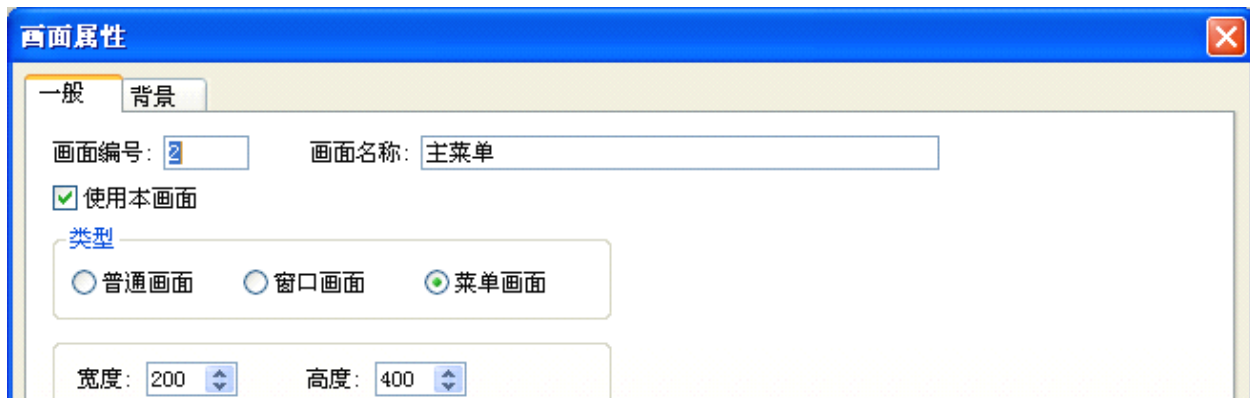 画面属性
一般 背景
画面编号: 2 画面名称: 主菜单
使用本画面
类型
普通画面 窗口画面 菜单画面
宽度: 200 高度: 400